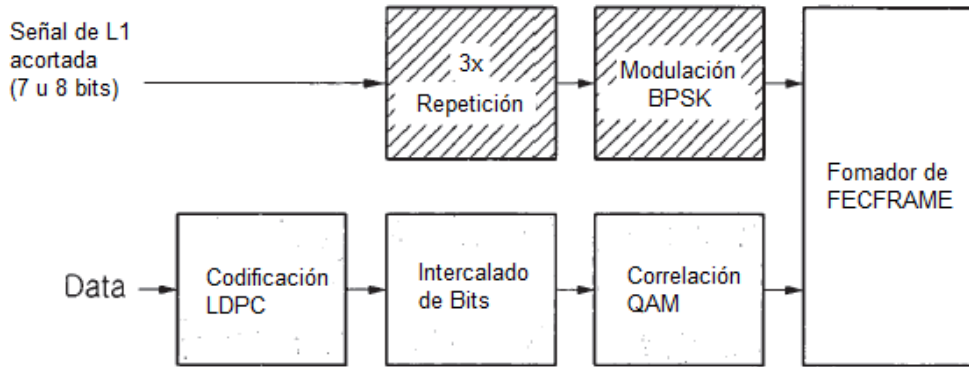 Señal de L1
acortada
(7 u 8 bits)
3x
Repetición
Modulación
BPSK
Fomador de
FECFRAME
Data
Codificación
LDPC
Intercalado
de Bits
Correlación
QAM